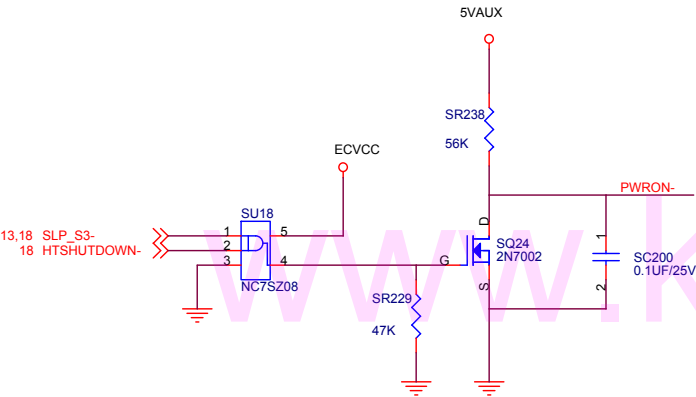 5VAUX
SR238
56K
ECVCC
PWRON-
SU18
13,18 SLP_S3-
1
5
18 HTSHUTDOWN-
2
3
4
NC7SZ08
D
G
S
SQ24
2N7002
1
SC200
0.1UF/25V
2
SR229
47K
www.k